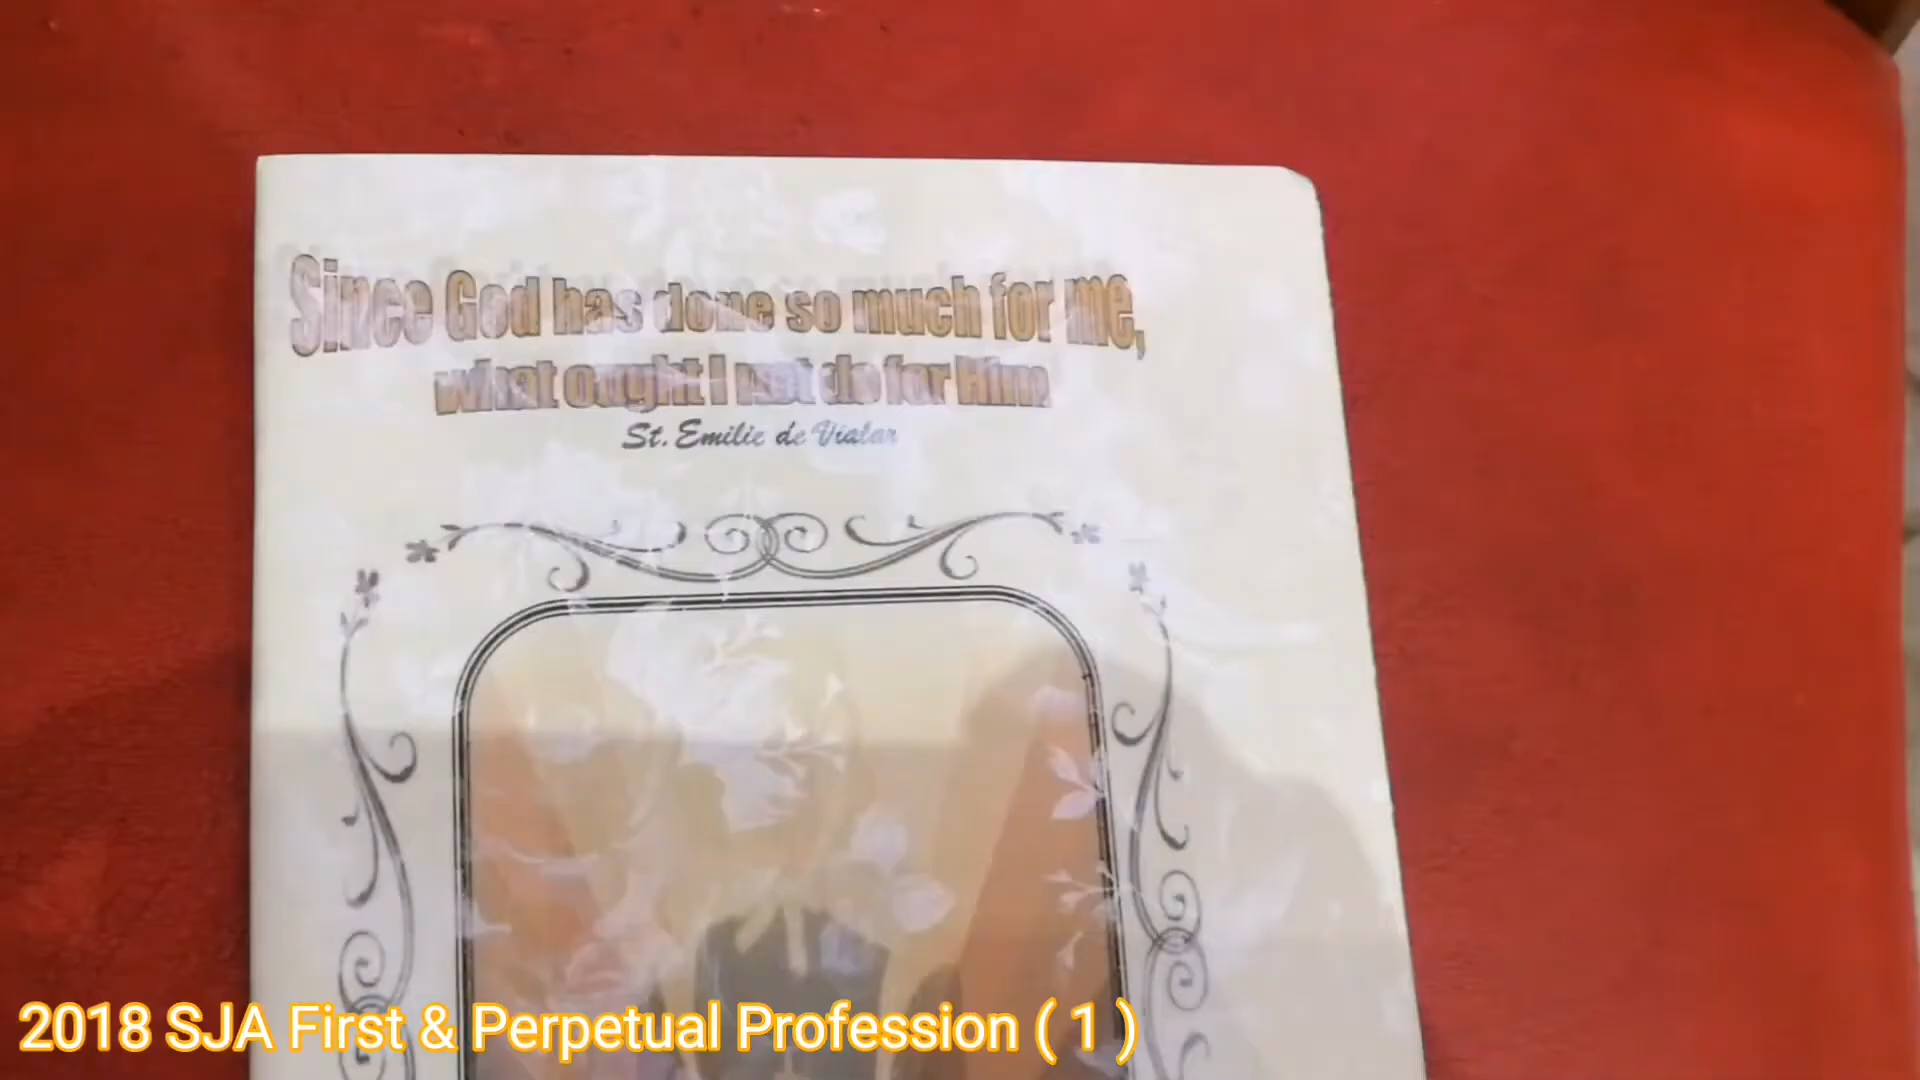 Since God has done so much for me,
what ought I not do for Him
St. Emilie de Vialar
2018 SJA First & Perpetual Profession ( 1 )